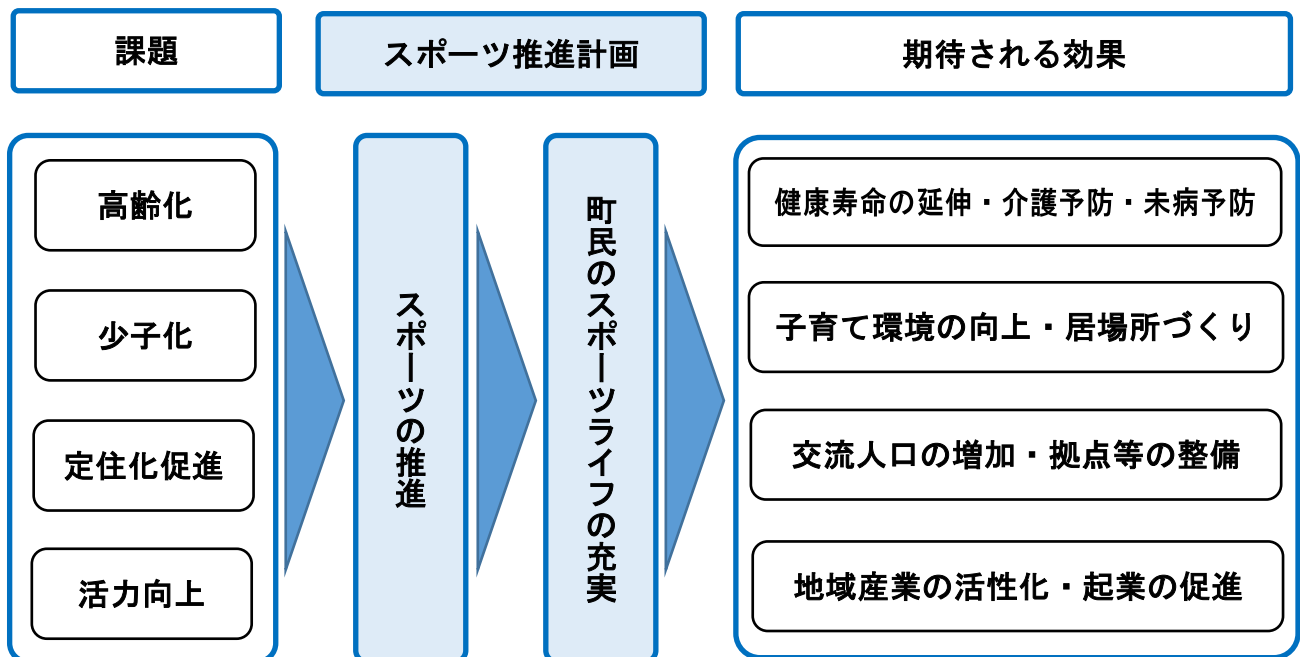 課題
スポーツ推進計画
期待される効果
高齢化
少子化
定住化促進
活力向上
スポーツの推進
町民のスポーツライフの充実
健康寿命の延伸・介護予防・未病予防
子育て環境の向上・居場所づくり
交流人口の増加・拠点等の整備
地域産業の活性化・起業の促進